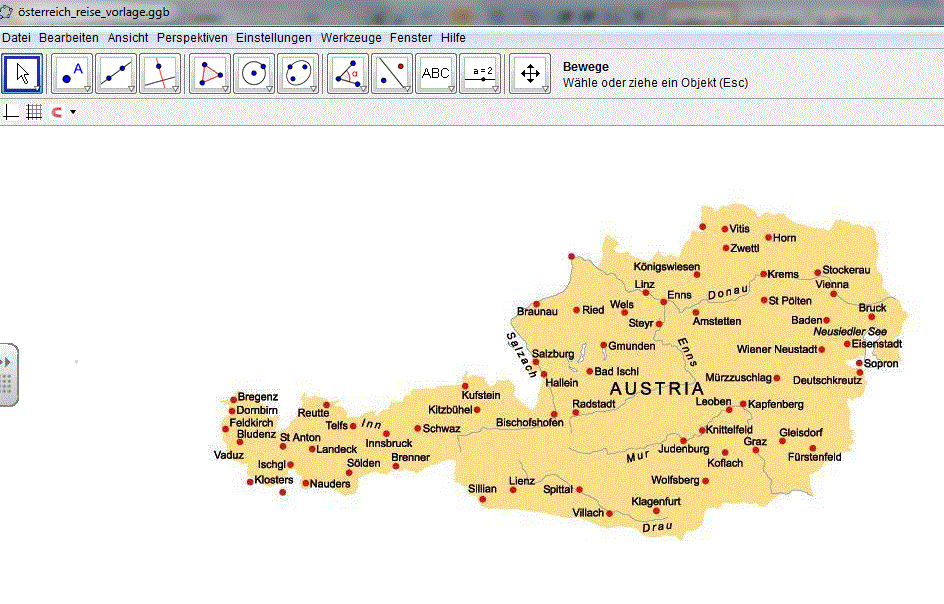 österreich_reise_vorlage.ggb
Datei Bearbeiten Ansicht Perspektiven Einstellungen Werkzeuge Fenster Hilfe
A
α
ABC
a = 2
Bewege
Wähle oder ziehe ein Objekt (Esc)
Vitis
Horn
Zwettl
Königswiesen
Krems
Stockerau
Linz
Enns
Donau
Vienna
Braunau
Ried
Wels
St Pölten
Bruck
Steyr
Amstetten
Baden
Neusiedler See
Salzach
Gmunden
Enns
Wiener Neustadt
Eisenstadt
Salzburg
Sopron
Hallein
Bad Ischl
Mürzzuschlag
Deutschkreutz
AUSTRIA
Kufstein
Bregenz
Dornbirn
Reutte
Kitzbühel
Radstadt
Leoben
Kapfenberg
Feldkirch
Telfs
Inn
Schwaz
Bischofshofen
Knittelfeld
Bludenz
St Anton
Innsbruck
Gleisdorf
Vaduz
Landeck
Brenner
Mur
Judenburg
Graz
Fürstenfeld
Ischgl
Sölden
Koflach
Klosters
Nauders
Sillian
Lienz
Spittal
Wolfsberg
Klagenfurt
Villach
Drau